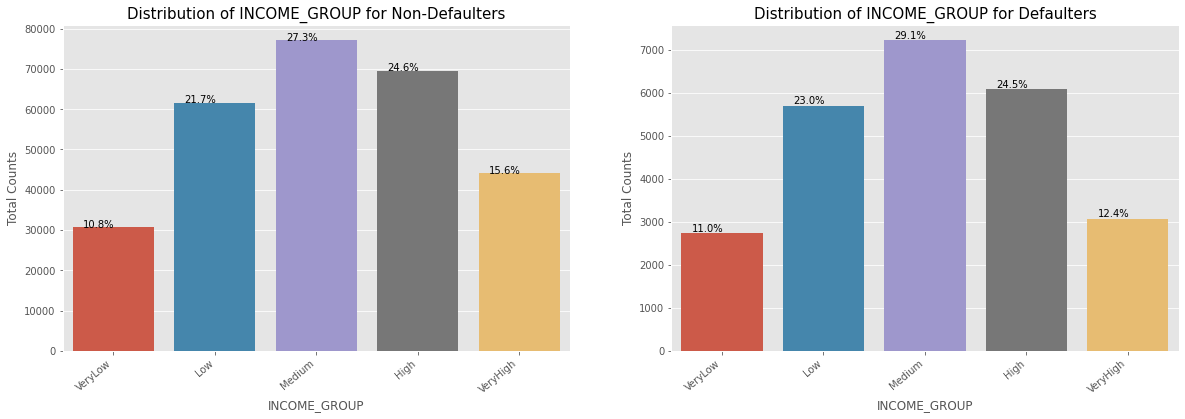 Distribution of INCOME_GROUP for Non-Defaulters
80000
70000
60000
50000
40000
30000
20000
10000
0
Total Counts
10.8%
21.7%
27.3%
24.6%
15.6%
VeryLow
Low
Medium
High
VeryHigh
INCOME_GROUP
Distribution of INCOME_GROUP for Defaulters
7000
6000
5000
4000
3000
2000
1000
0
Total Counts
11.0%
23.0%
29.1%
24.5%
12.4%
VeryLow
Low
Medium
High
VeryHigh
INCOME_GROUP